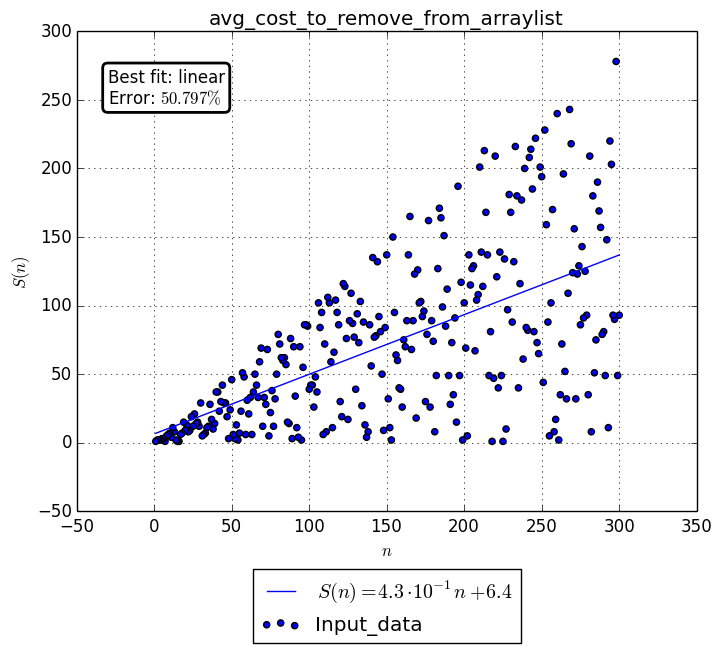 avg_cost_to_remove_from_arraylist
300
250
200
150
100
50
0
−50
Best fit: linear
Error: 50.797%
S(n)
−50 0 50 100 150 200 250 300 350
n
S(n) = 4.3 · 10⁻¹ n + 6.4
Input_data